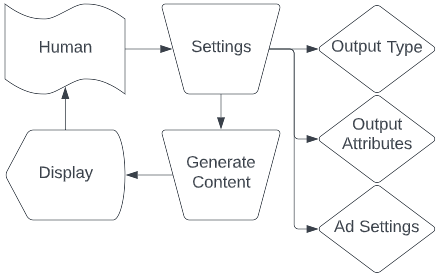 Human
Settings
Output Type
Output
Attributes
Display
Generate
Content
Ad Settings